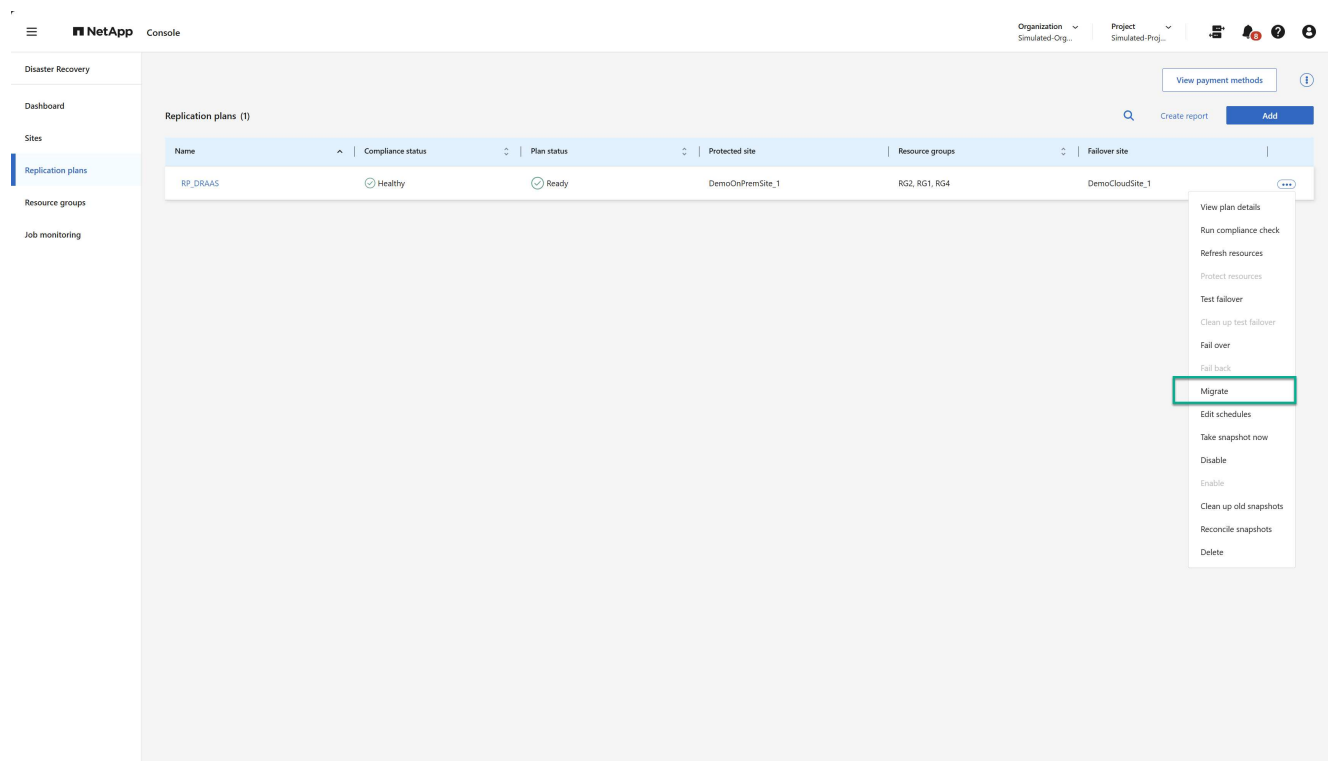 NetApp Console
Organization
Simulated-Org...
Project
Simulated-Proj...
8
Disaster Recovery
Dashboard
Sites
Replication plans
Resource groups
Job monitoring
View payment methods
Replication plans (1)
Create report
Add
Name Compliance status Plan status Protected site Resource groups Failover site
RP_DRAAS Healthy Ready DemoOnPremSite_1 RG2, RG1, RG4 DemoCloudSite_1
View plan details
Run compliance check
Refresh resources
Protect resources
Test failover
Clean up test failover
Fail over
Fail back
Migrate
Edit schedules
Take snapshot now
Disable
Enable
Clean up old snapshots
Reconcile snapshots
Delete